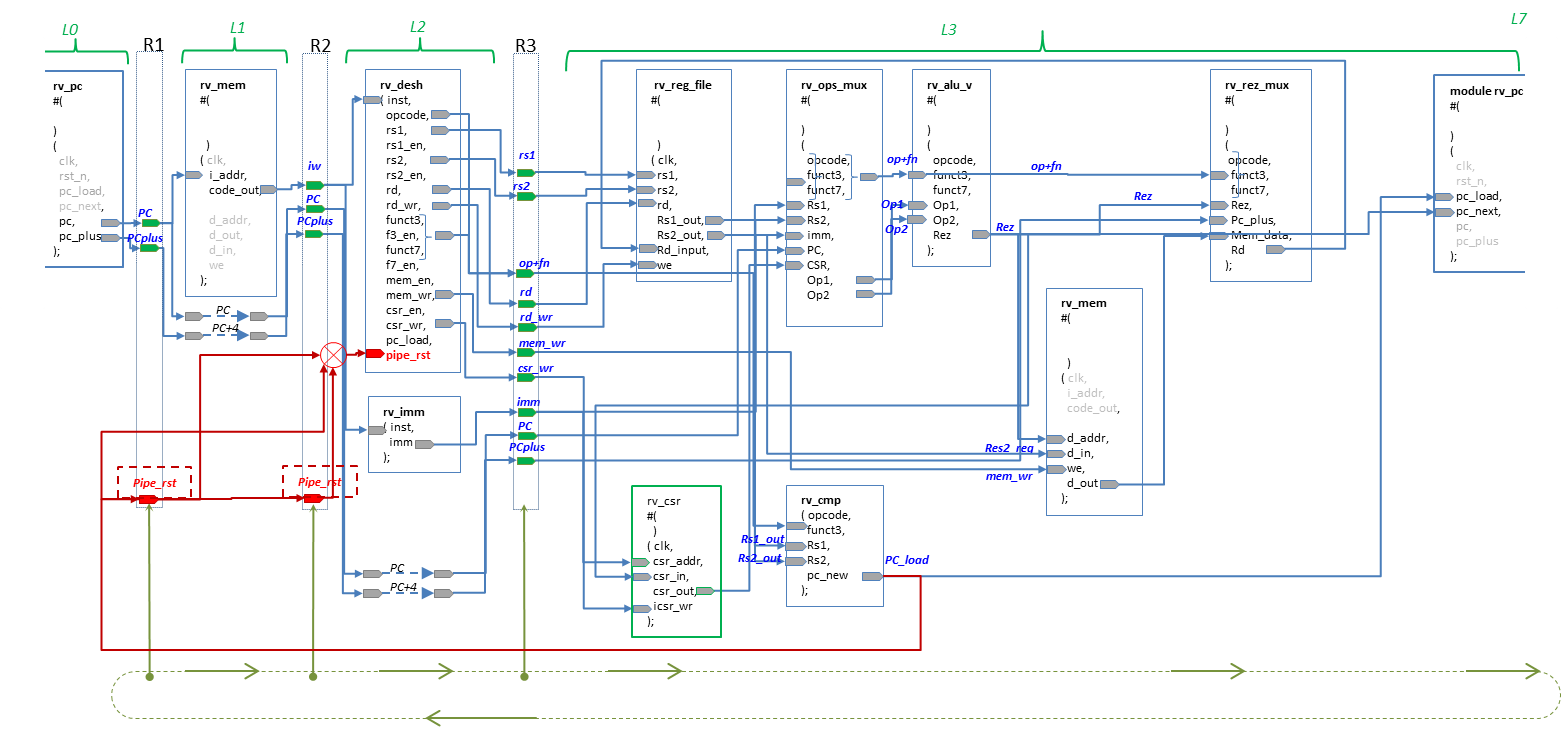 L0
L1
L2
L3
L7
R1
R2
R3
rv_pc
#(
)
(
clk,
rst_n,
pc_load,
pc_next,
pc,
pc_plus
);
PC
PCplus
rv_mem
#(
)
( clk,
i_addr,
code_out,
d_addr,
d_out,
d_in,
we
);
PC
PC+4
iw
PC
PCplus
rv_desh
( inst,
opcode,
rs1,
rs1_en,
rs2,
rs2_en,
rd,
rd_wr,
funct3,
f3_en,
funct7,
f7_en,
mem_en,
mem_wr,
csr_en,
csr_wr,
pc_load,
pipe_rst
rv_imm
( inst,
imm
);
Pipe_rst
Pipe_rst
PC
PC+4
rs1
rs2
op+fn
rd
rd_wr
mem_wr
csr_wr
imm
PC
PCplus
rv_reg_file
#(
)
( clk,
rs1,
rs2,
rd,
Rs1_out,
Rs2_out,
Rd_input,
we
);
rv_csr
#(
)
( clk,
csr_addr,
csr_in,
csr_out,
icsr_wr
);
rv_ops_mux
#(
)
(
opcode,
funct3,
funct7,
Rs1,
Rs2,
imm,
PC,
CSR,
Op1,
Op2
);
op+fn
Op1
Op2
rv_alu_v
#(
)
(
opcode,
funct3,
funct7,
Op1,
Op2,
Rez
);
Rez
op+fn
Rez
rv_cmp
( opcode,
funct3,
Rs1,
Rs2,
pc_new
);
Rs1_out
Rs2_out
PC_load
Res2_reg
mem_wr
rv_mem
#(
)
( clk,
i_addr,
code_out,
d_addr,
d_in,
we,
d_out
);
rv_rez_mux
#(
)
(
opcode,
funct3,
funct7,
Rez,
Pc_plus,
Mem_data,
Rd
);
module rv_pc
#(
)
(
clk,
rst_n,
pc_load,
pc_next,
pc,
pc_plus
);